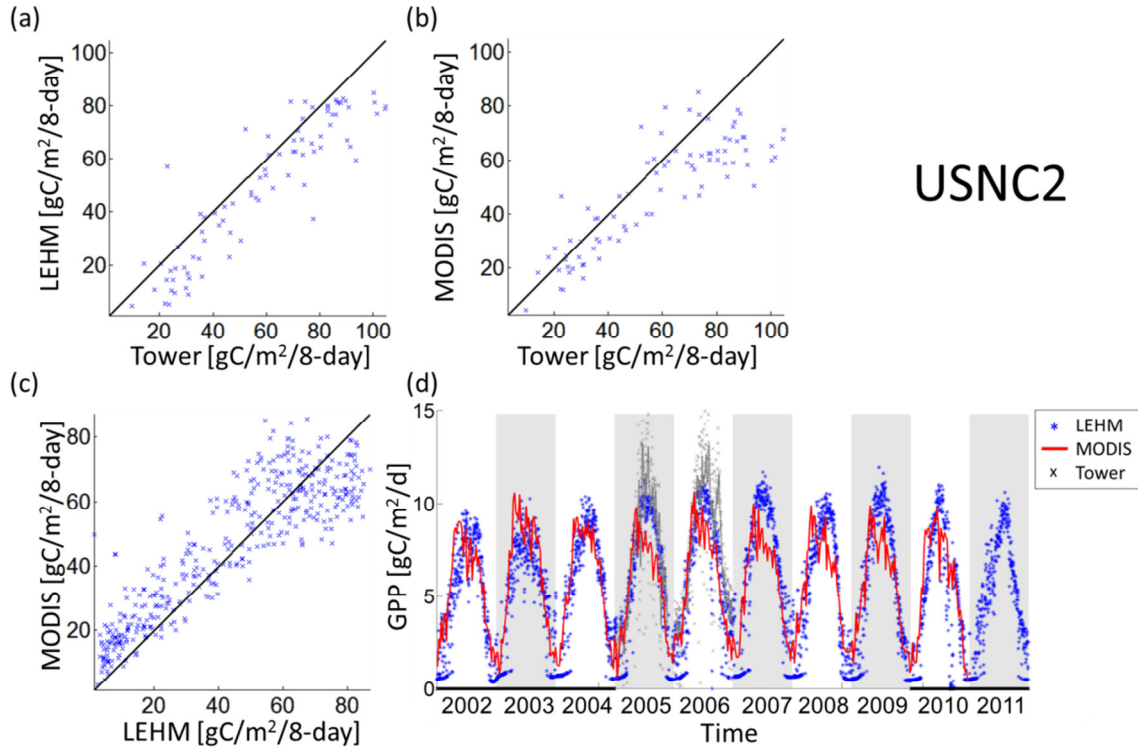 (a)
LEHM [gC/m²/8-day]
100
80
60
40
20
20 40 60 80 100
Tower [gC/m²/8-day]
(b)
MODIS [gC/m²/8-day]
100
80
60
40
20
20 40 60 80 100
Tower [gC/m²/8-day]
USNC2
(c)
MODIS [gC/m²/8-day]
80
60
40
20
20 40 60 80
LEHM [gC/m²/8-day]
(d)
GPP [gC/m²/d]
15
10
5
0
2002 2003 2004 2005 2006 2007 2008 2009 2010 2011
Time
LEHM
MODIS
x Tower